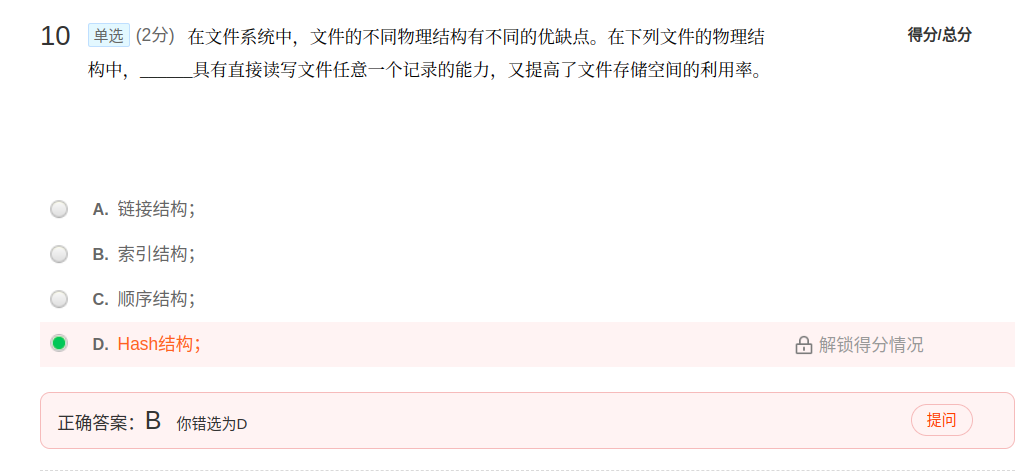 10 单选 (2分) 在文件系统中，文件的不同物理结构有不同的优缺点。在下列文件的物理结 得分/总分
构中，______具有直接读写文件任意一个记录的能力，又提高了文件存储空间的利用率。
A. 链接结构；
B. 索引结构；
C. 顺序结构；
D. Hash结构； 解锁得分情况
正确答案：B 你错选为D 提问